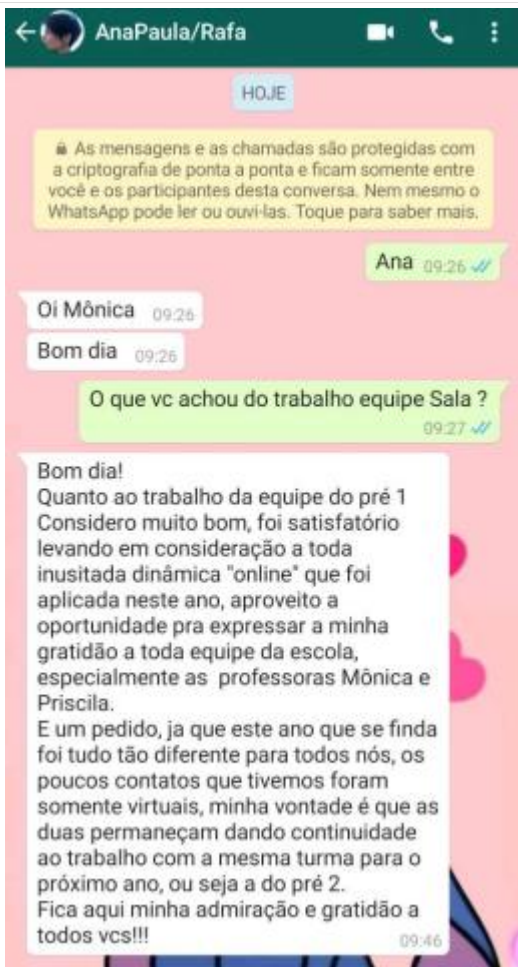 AnaPaula/Rafa
HOJE
As mensagens e as chamadas são protegidas com
a criptografia de ponta a ponta e ficam somente entre
você e os participantes desta conversa. Nem mesmo o
WhatsApp pode ler ou ouvi-las. Toque para saber mais.
Ana 09:26
Oi Mônica 09:26
Bom dia 09:26
O que vc achou do trabalho equipe Sala ?
09:27
Bom dia!
Quanto ao trabalho da equipe do pré 1
Considero muito bom, foi satisfatório
levando em consideração a toda
inusitada dinâmica "online" que foi
aplicada neste ano, aproveito a
oportunidade pra expressar a minha
gratidão a toda equipe da escola,
especialmente as professoras Mônica e
Priscila.
E um pedido, ja que este ano que se finda
foi tudo tão diferente para todos nós, os
poucos contatos que tivemos foram
somente virtuais, minha vontade é que as
duas permaneçam dando continuidade
ao trabalho com a mesma turma para o
próximo ano, ou seja a do pré 2.
Fica aqui minha admiração e gratidão a
todos vcs!!! 09:46